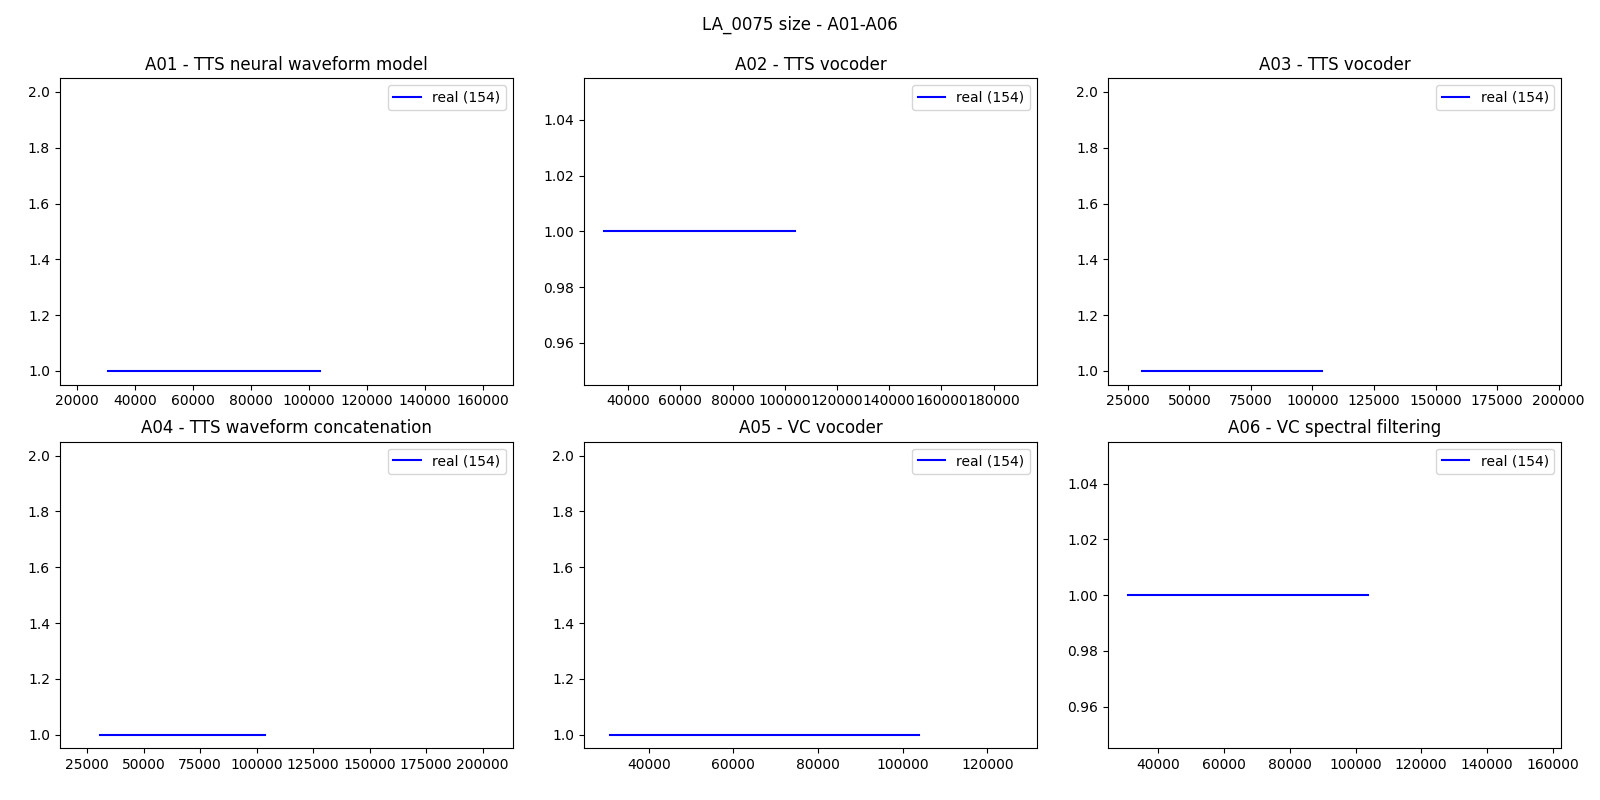 LA_0075 size - A01-A06
A01 - TTS neural waveform model
real (154)
2.0
1.8
1.6
1.4
1.2
1.0
20000 40000 60000 80000 100000 120000 140000 160000
A02 - TTS vocoder
real (154)
1.04
1.02
1.00
0.98
0.96
40000 60000 80000 100000 120000 140000 160000 180000
A03 - TTS vocoder
real (154)
2.0
1.8
1.6
1.4
1.2
1.0
25000 50000 75000 100000 125000 150000 175000 200000
A04 - TTS waveform concatenation
real (154)
2.0
1.8
1.6
1.4
1.2
1.0
25000 50000 75000 100000 125000 150000 175000 200000
A05 - VC vocoder
real (154)
2.0
1.8
1.6
1.4
1.2
1.0
40000 60000 80000 100000 120000
A06 - VC spectral filtering
real (154)
1.04
1.02
1.00
0.98
0.96
40000 60000 80000 100000 120000 140000 160000